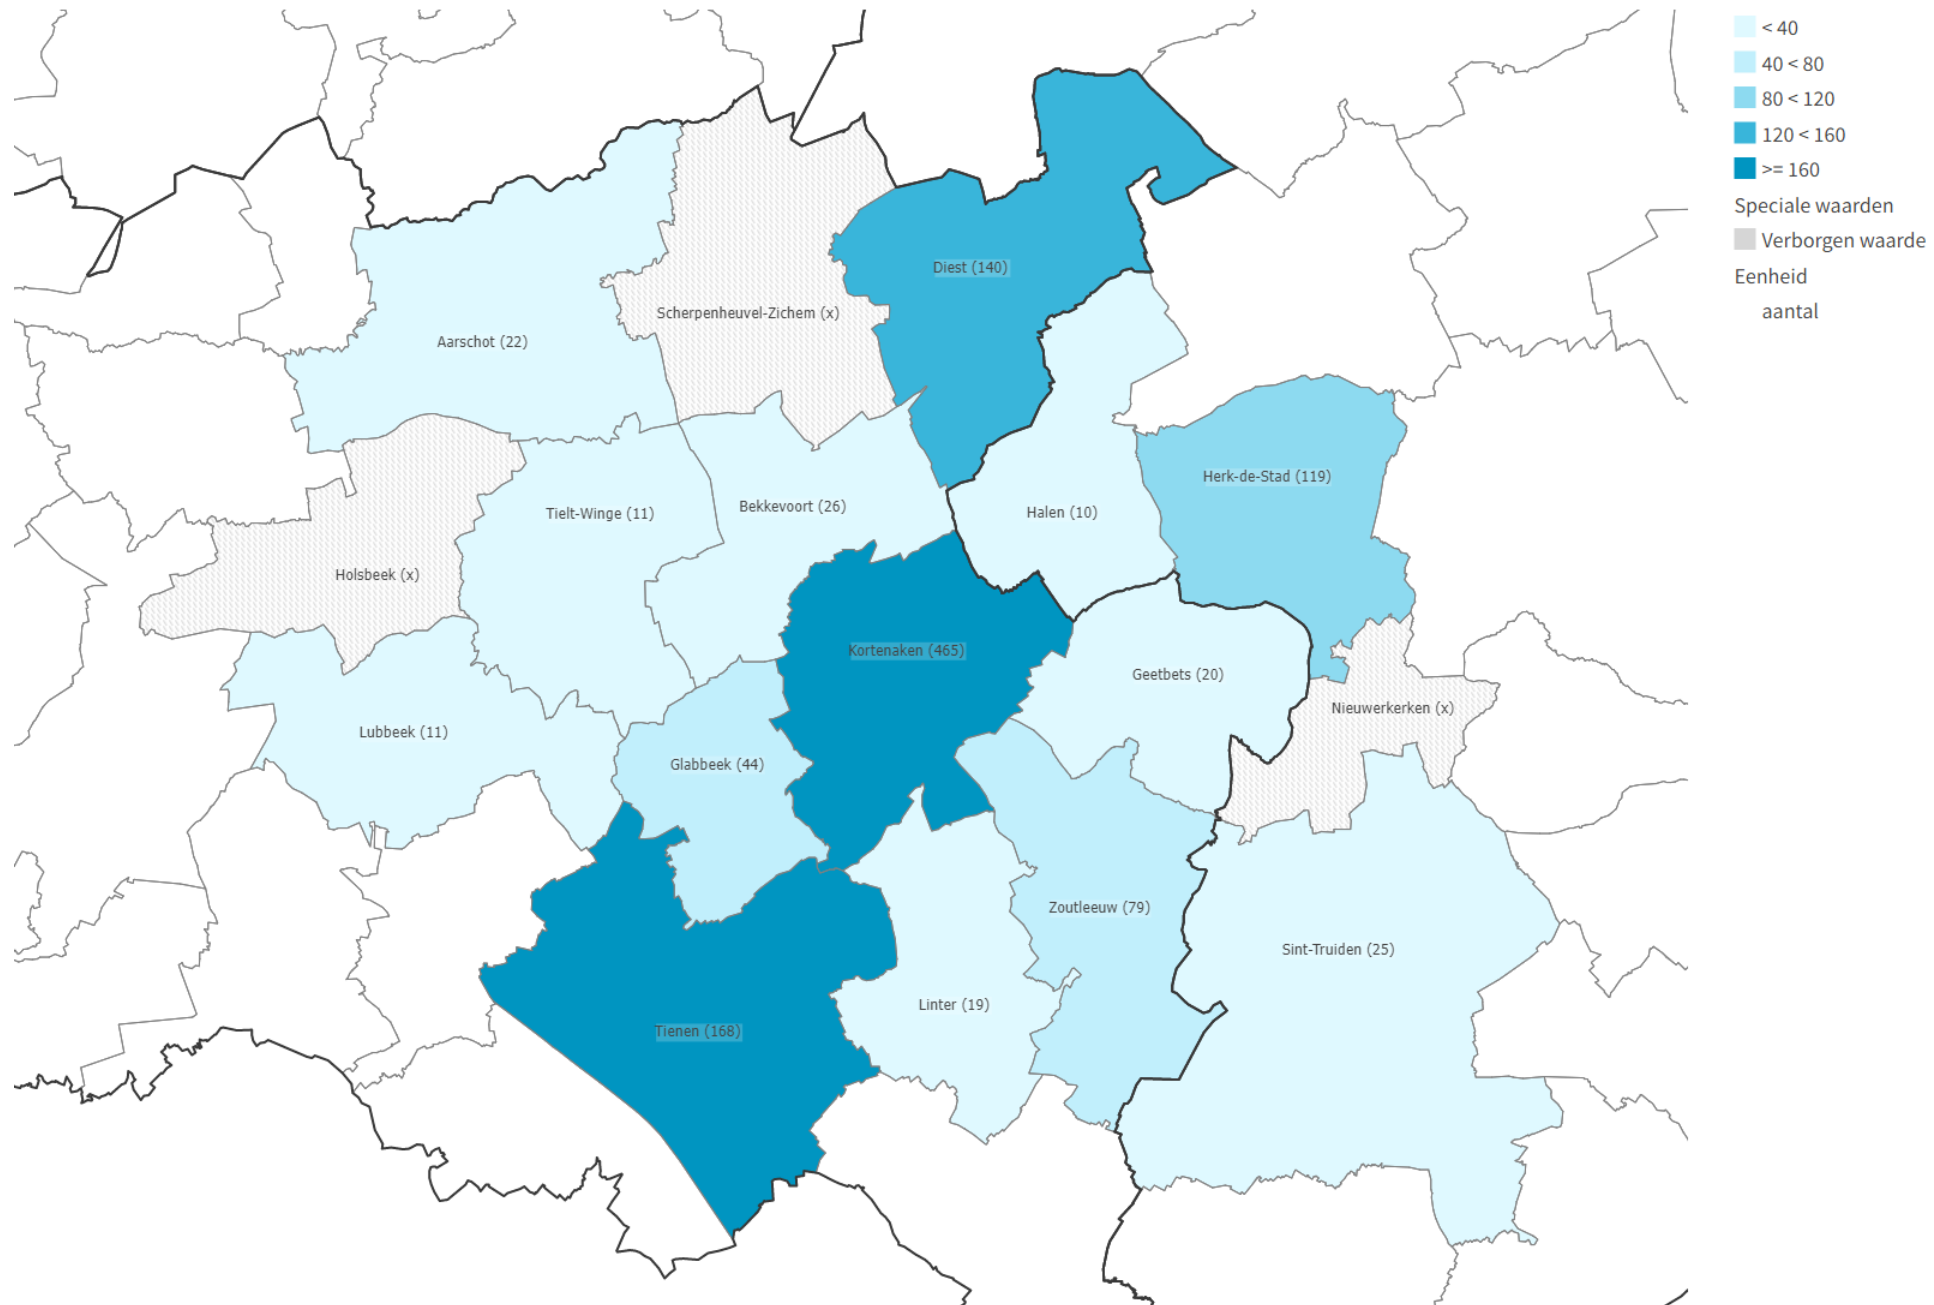 < 40
40 < 80
80 < 120
120 < 160
>= 160
Speciale waarden
Verborgen waarde
Eenheid
aantal
Diest (140)
Scherpenheuvel-Zichem (x)
Aarschot (22)
Herk-de-Stad (119)
Bekkevoort (26)
Tielt-Winge (11)
Halen (10)
Holsbeek (x)
Kortenaken (465)
Geetbets (20)
Nieuwerkerken (x)
Lubbeek (11)
Glabbeek (44)
Zoutleeuw (79)
Sint-Truiden (25)
Linter (19)
Tienen (168)